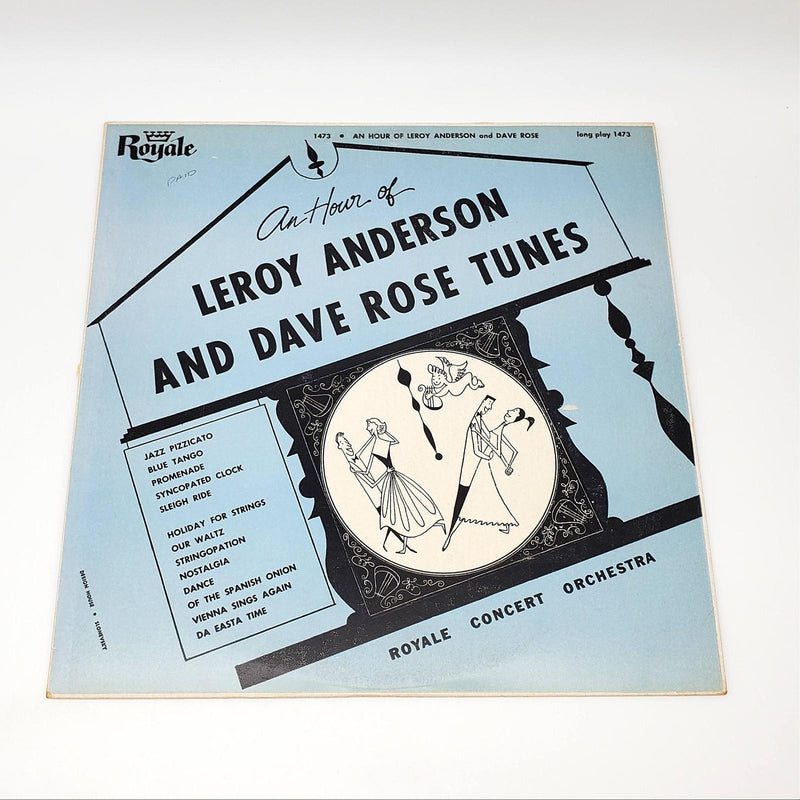 Royale
1473 • AN HOUR OF LEROY ANDERSON and DAVE ROSE
long play 1473
PAID
An Hour of
LEROY ANDERSON
AND DAVE ROSE TUNES
JAZZ PIZZICATO
BLUE TANGO
PROMENADE
SYNCOPATED CLOCK
SLEIGH RIDE
HOLIDAY FOR STRINGS
OUR WALTZ
STRINGOPATION
NOSTALGIA
DANCE
OF THE SPANISH ONION
VIENNA SINGS AGAIN
DA EASTA TIME
ROYALE CONCERT ORCHESTRA